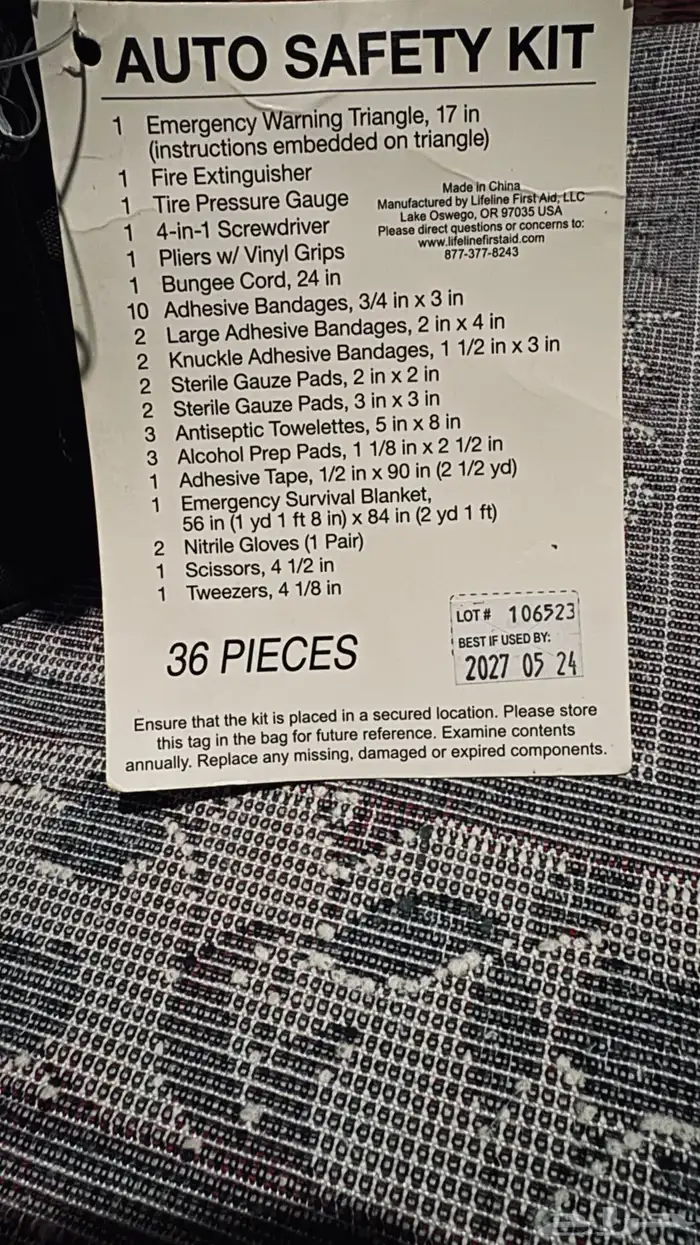 AUTO SAFETY KIT
1 Emergency Warning Triangle, 17 in
(instructions embedded on triangle)
1 Fire Extinguisher
1 Tire Pressure Gauge
1 4-in-1 Screwdriver
1 Pliers w/ Vinyl Grips
1 Bungee Cord, 24 in
Made in China
Manufactured by Lifeline First Aid, LLC
Lake Oswego, OR 97035 USA
Please direct questions or concerns to:
www.lifelinefirstaid.com
877-377-8243
10 Adhesive Bandages, 3/4 in x 3 in
2 Large Adhesive Bandages, 2 in x 4 in
2 Knuckle Adhesive Bandages, 1 1/2 in x 3 in
2 Sterile Gauze Pads, 2 in x 2 in
2 Sterile Gauze Pads, 3 in x 3 in
3 Antiseptic Towelettes, 5 in x 8 in
3 Alcohol Prep Pads, 1 1/8 in x 2 1/2 in
1 Adhesive Tape, 1/2 in x 90 in (2 1/2 yd)
1 Emergency Survival Blanket,
56 in (1 yd 1 ft 8 in) x 84 in (2 yd 1 ft)
2 Nitrile Gloves (1 Pair)
1 Scissors, 4 1/2 in
1 Tweezers, 4 1/8 in
36 PIECES
LOT # 106523
BEST IF USED BY:
2027 05 24
Ensure that the kit is placed in a secured location. Please store
this tag in the bag for future reference. Examine contents
annually. Replace any missing, damaged or expired components.